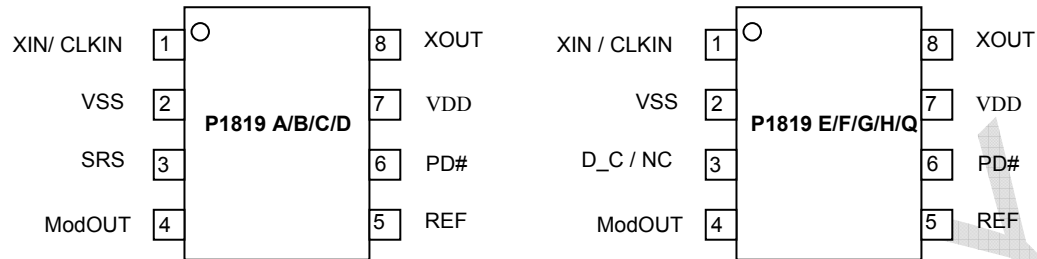 XIN/ CLKIN 1 8 XOUT
VSS 2 7 VDD
P1819 A/B/C/D
SRS 3 6 PD#
ModOUT 4 5 REF
XIN / CLKIN 1 8 XOUT
VSS 2 7 VDD
P1819 E/F/G/H/Q
D_C / NC 3 6 PD#
ModOUT 4 5 REF